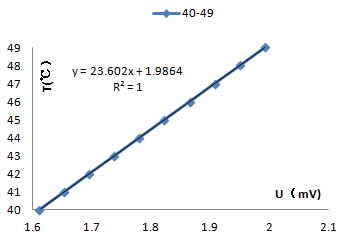 40-49
T(℃)
y = 23.602x + 1.9864
R² = 1
49
48
47
46
45
44
43
42
41
40
U（mV)
1.6 1.7 1.8 1.9 2 2.1